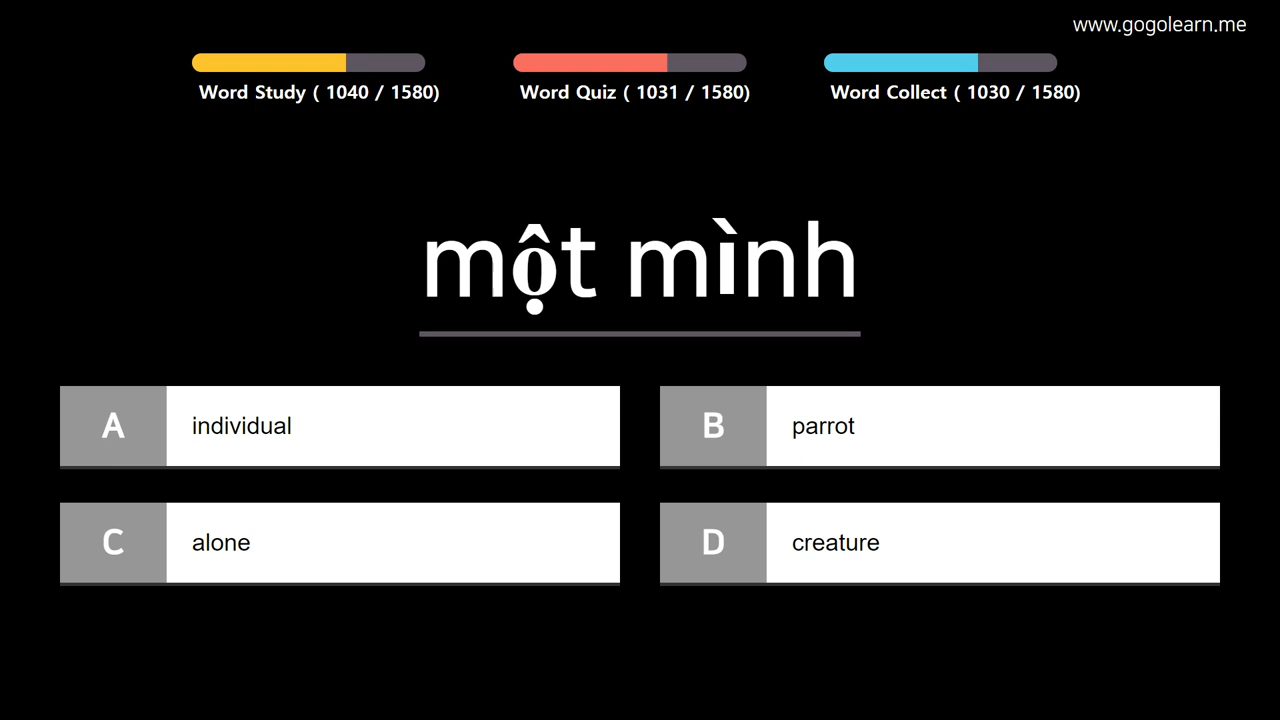 www.gogolearn.me
Word Study ( 1040 / 1580)
Word Quiz ( 1031 / 1580)
Word Collect ( 1030 / 1580)
một mình
A individual
B parrot
C alone
D creature